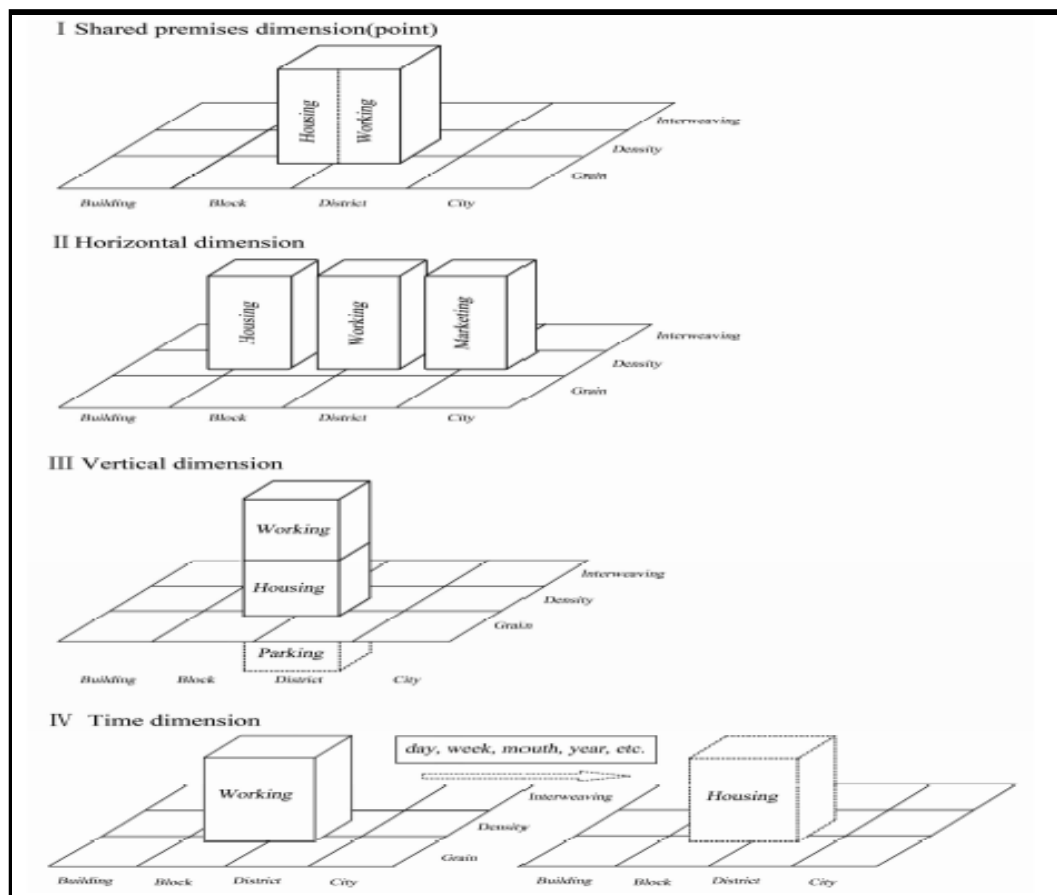 I Shared premises dimension(point)
Housing
Working
Interweaving
Density
Grain
Building Block District City
II Horizontal dimension
Housing
Working
Marketing
Interweaving
Density
Grain
Building Block District City
III Vertical dimension
Working
Housing
Interweaving
Density
Grain
Parking
Building Block District City
IV Time dimension
day, week, mouth, year, etc.
Working
Interweaving
Housing
Density
Grain
Building Block District City Building Block District City